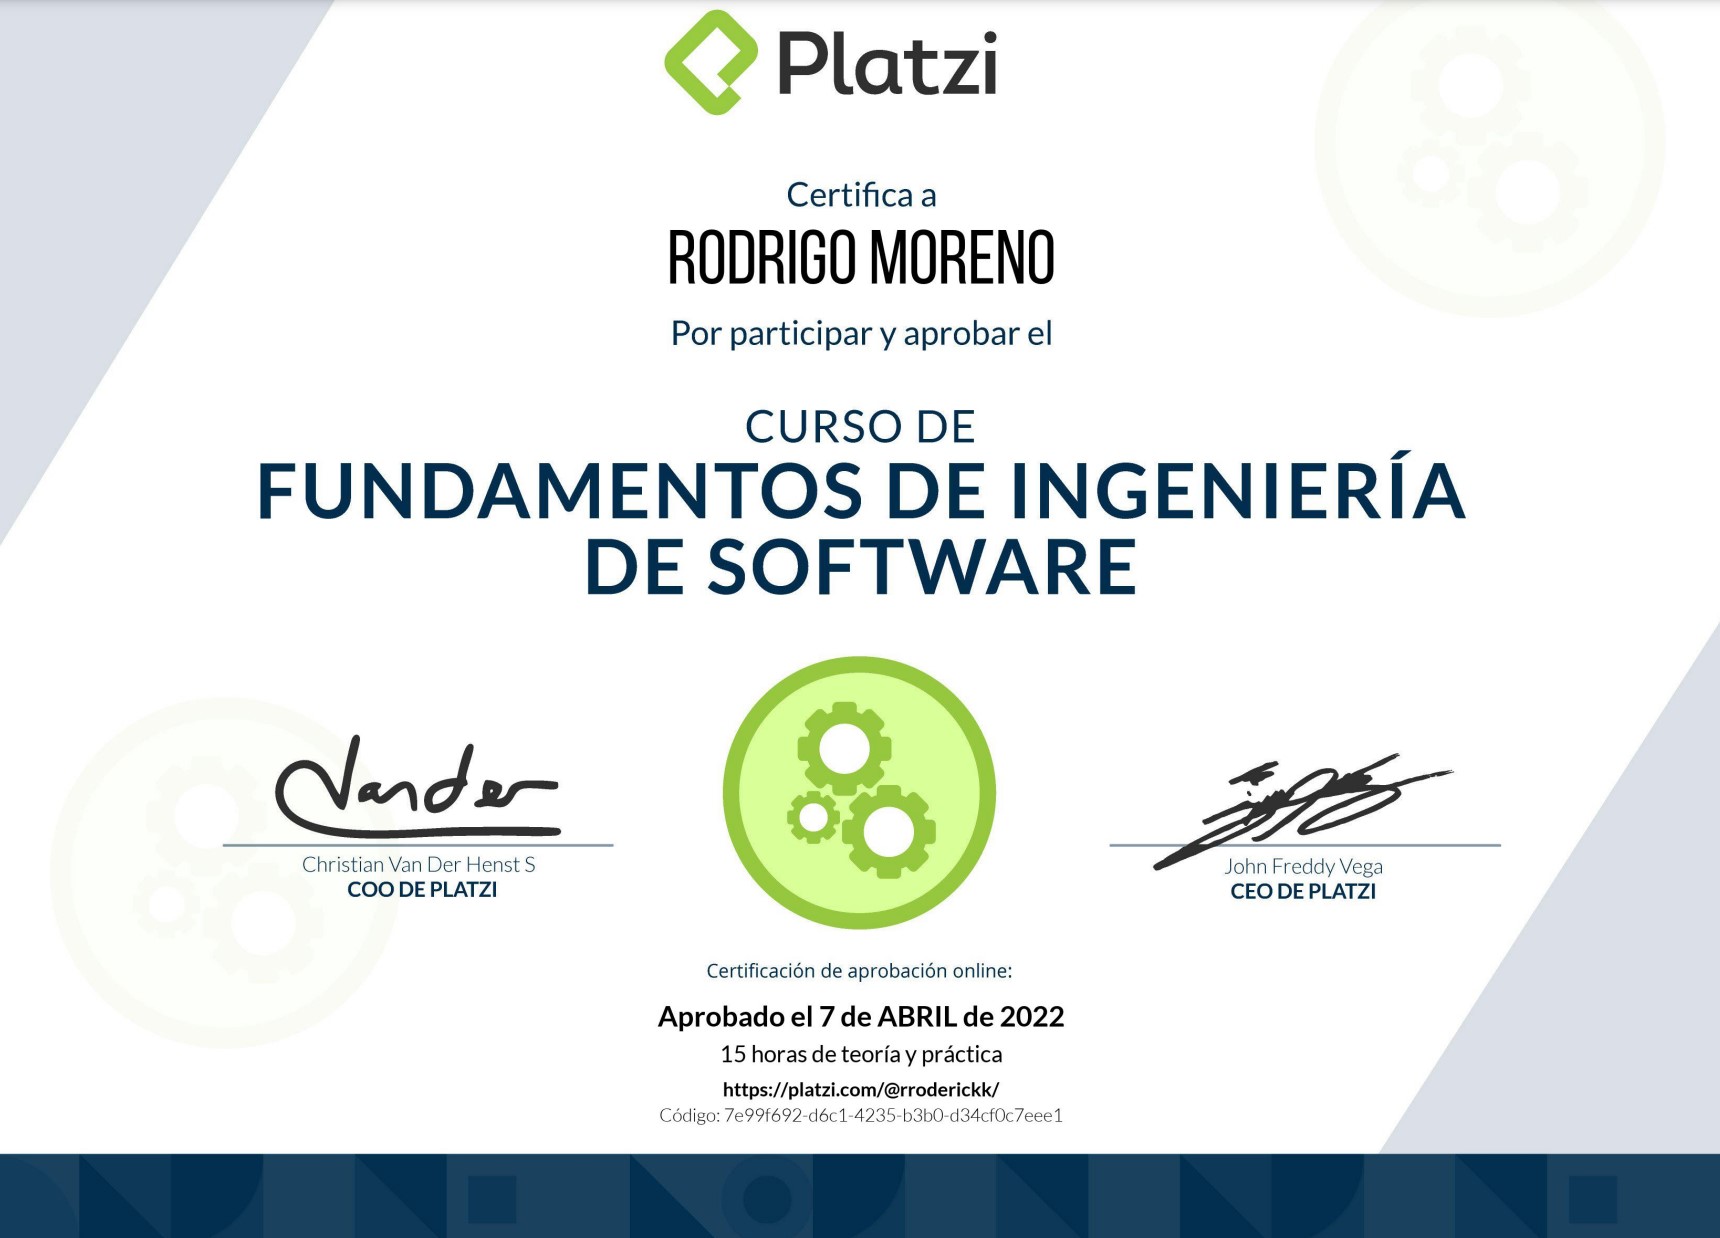 Platzi
Certifica a
RODRIGO MORENO
Por participar y aprobar el
CURSO DE
FUNDAMENTOS DE INGENIERÍA
DE SOFTWARE
Vander
Christian Van Der Henst S
COO DE PLATZI
John Freddy Vega
CEO DE PLATZI
Certificación de aprobación online:
Aprobado el 7 de ABRIL de 2022
15 horas de teoría y práctica
https://platzi.com/@rroderickk/
Código: 7e99f692-d6c1-4235-b3b0-d34cf0c7eee1